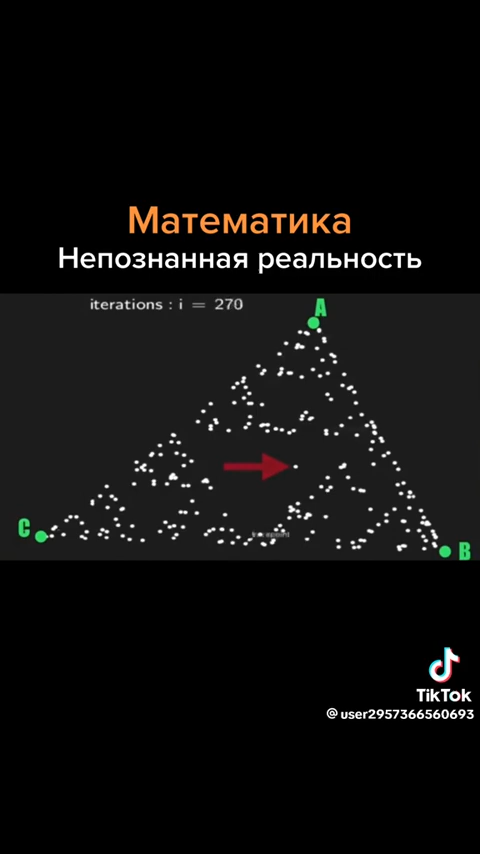 Математика
Непознанная реальность
iterations : i = 270
A
C
B
TikTok
@user2957366560693